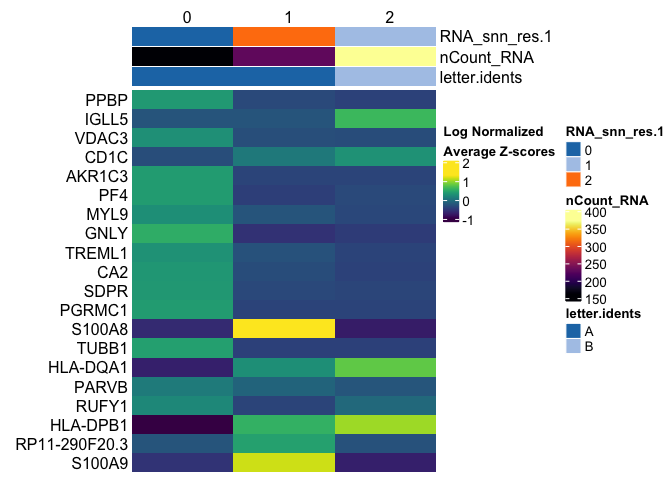 0 1 2
RNA_snn_res.1
nCount_RNA
letter.idents
PPBP
IGLL5
VDAC3
CD1C
AKR1C3
PF4
MYL9
GNLY
TREML1
CA2
SDPR
PGRMC1
S100A8
TUBB1
HLA-DQA1
PARVB
RUFY1
HLA-DPB1
RP11-290F20.3
S100A9
Log Normalized
Average Z-scores
2
1
0
-1
RNA_snn_res.1
0
1
2
nCount_RNA
400
350
300
250
200
150
letter.idents
A
B